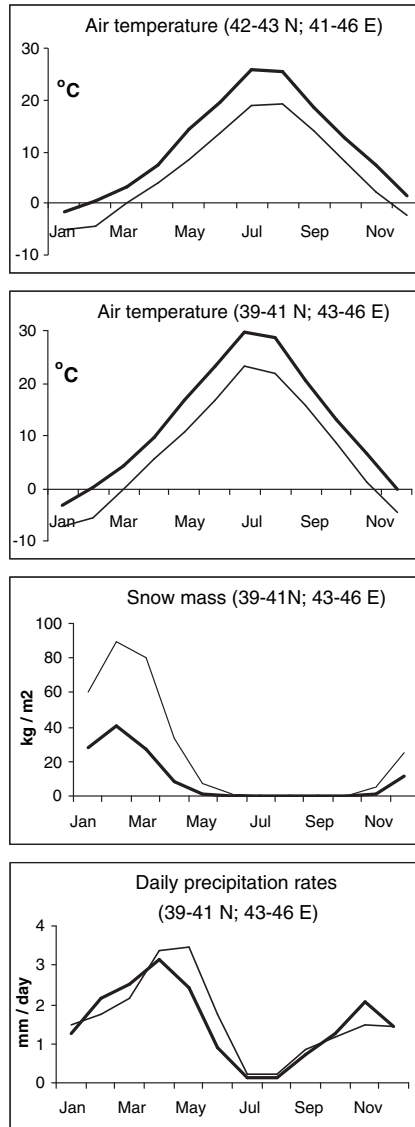 Air temperature (42-43 N; 41-46 E)
30
°C
20
10
0
-10
Jan Mar May Jul Sep Nov
Air temperature (39-41 N; 43-46 E)
30
°C
20
10
0
-10
Jan Mar May Jul Sep Nov
Snow mass (39-41N; 43-46 E)
kg / m2
100
80
60
40
20
0
Jan Mar May Jul Sep Nov
Daily precipitation rates
(39-41 N; 43-46 E)
mm / day
4
3
2
1
0
Jan Mar May Jul Sep Nov